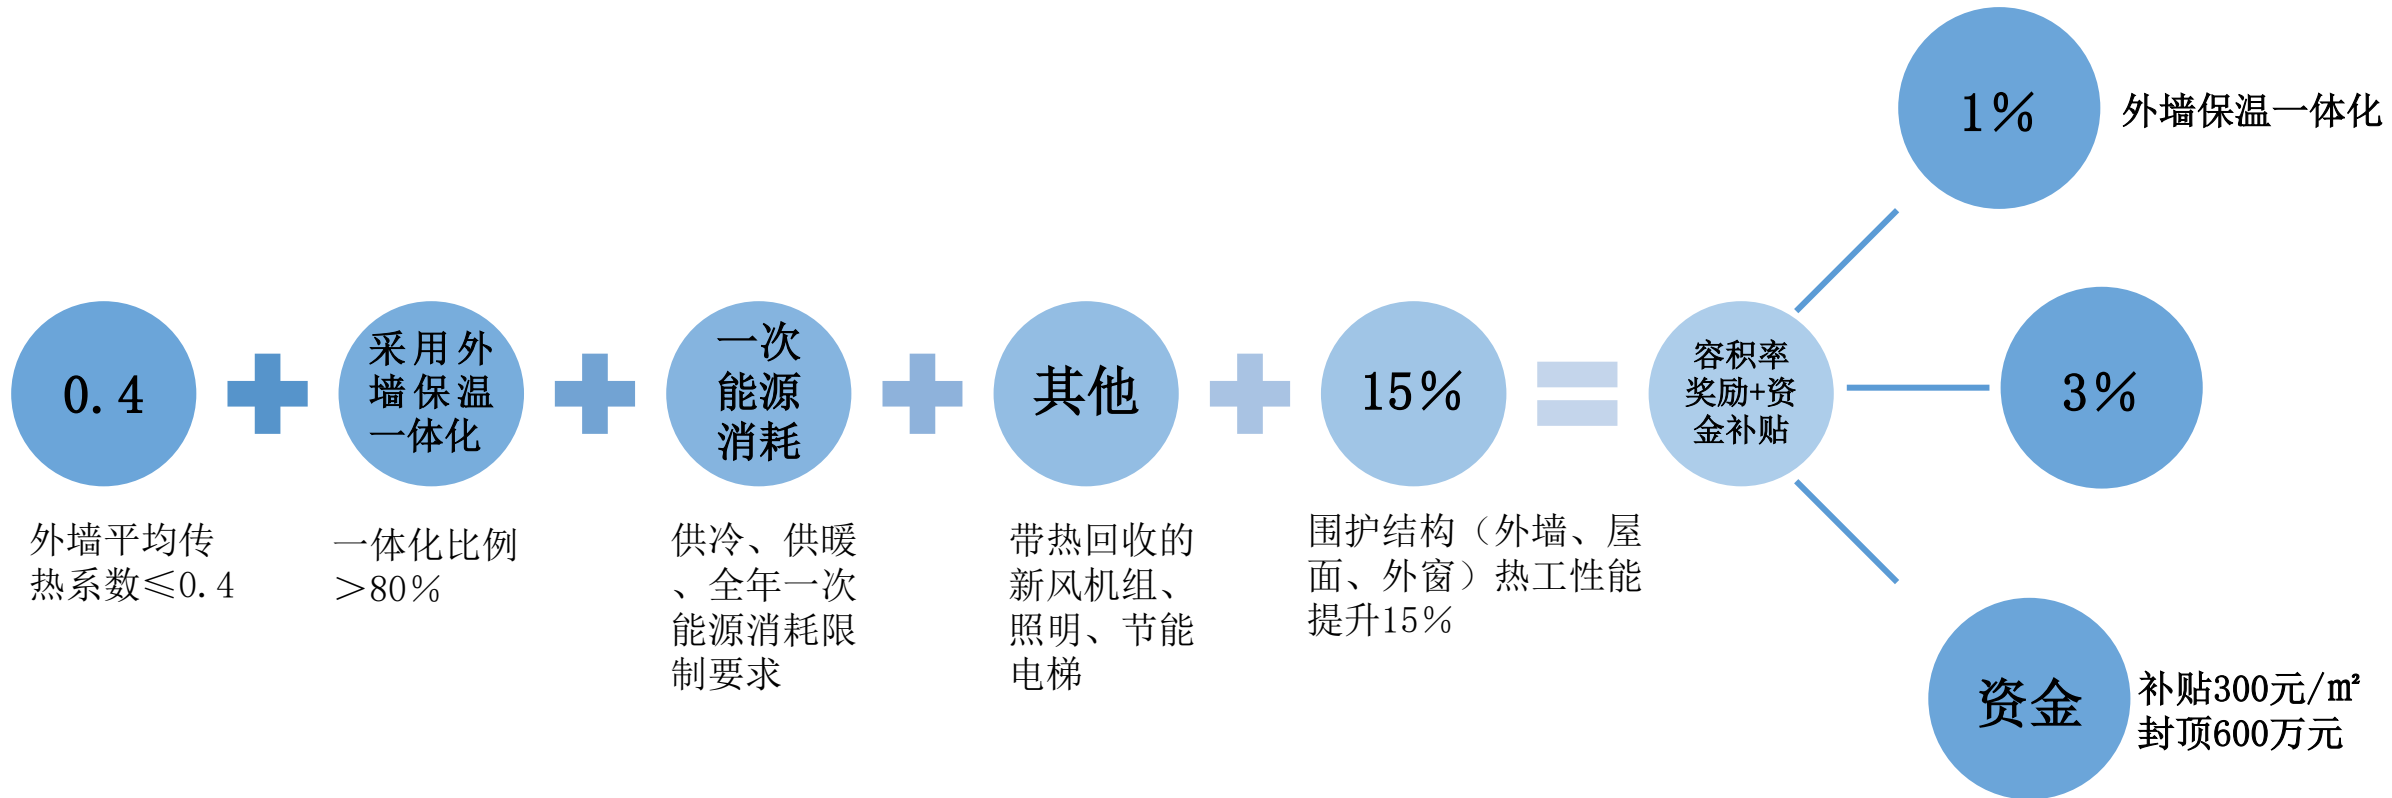 0.4
外墙平均传
热系数≤0.4
采用外
墙保温
一体化
一体化比例
>80%
一次
能源
消耗
供冷、供暖
、全年一次
能源消耗限
制要求
其他
带热回收的
新风机组、
照明、节能
电梯
15%
围护结构（外墙、屋
面、外窗）热工性能
提升15%
容积率
奖励+资
金补贴
1%
外墙保温一体化
3%
资金
补贴300元/㎡
封顶600万元